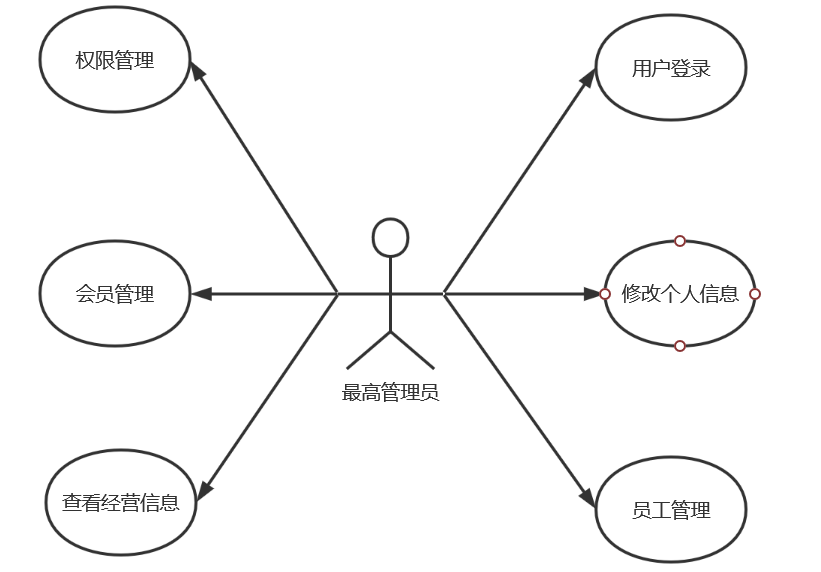 权限管理
用户登录
会员管理
修改个人信息
最高管理员
查看经营信息
员工管理